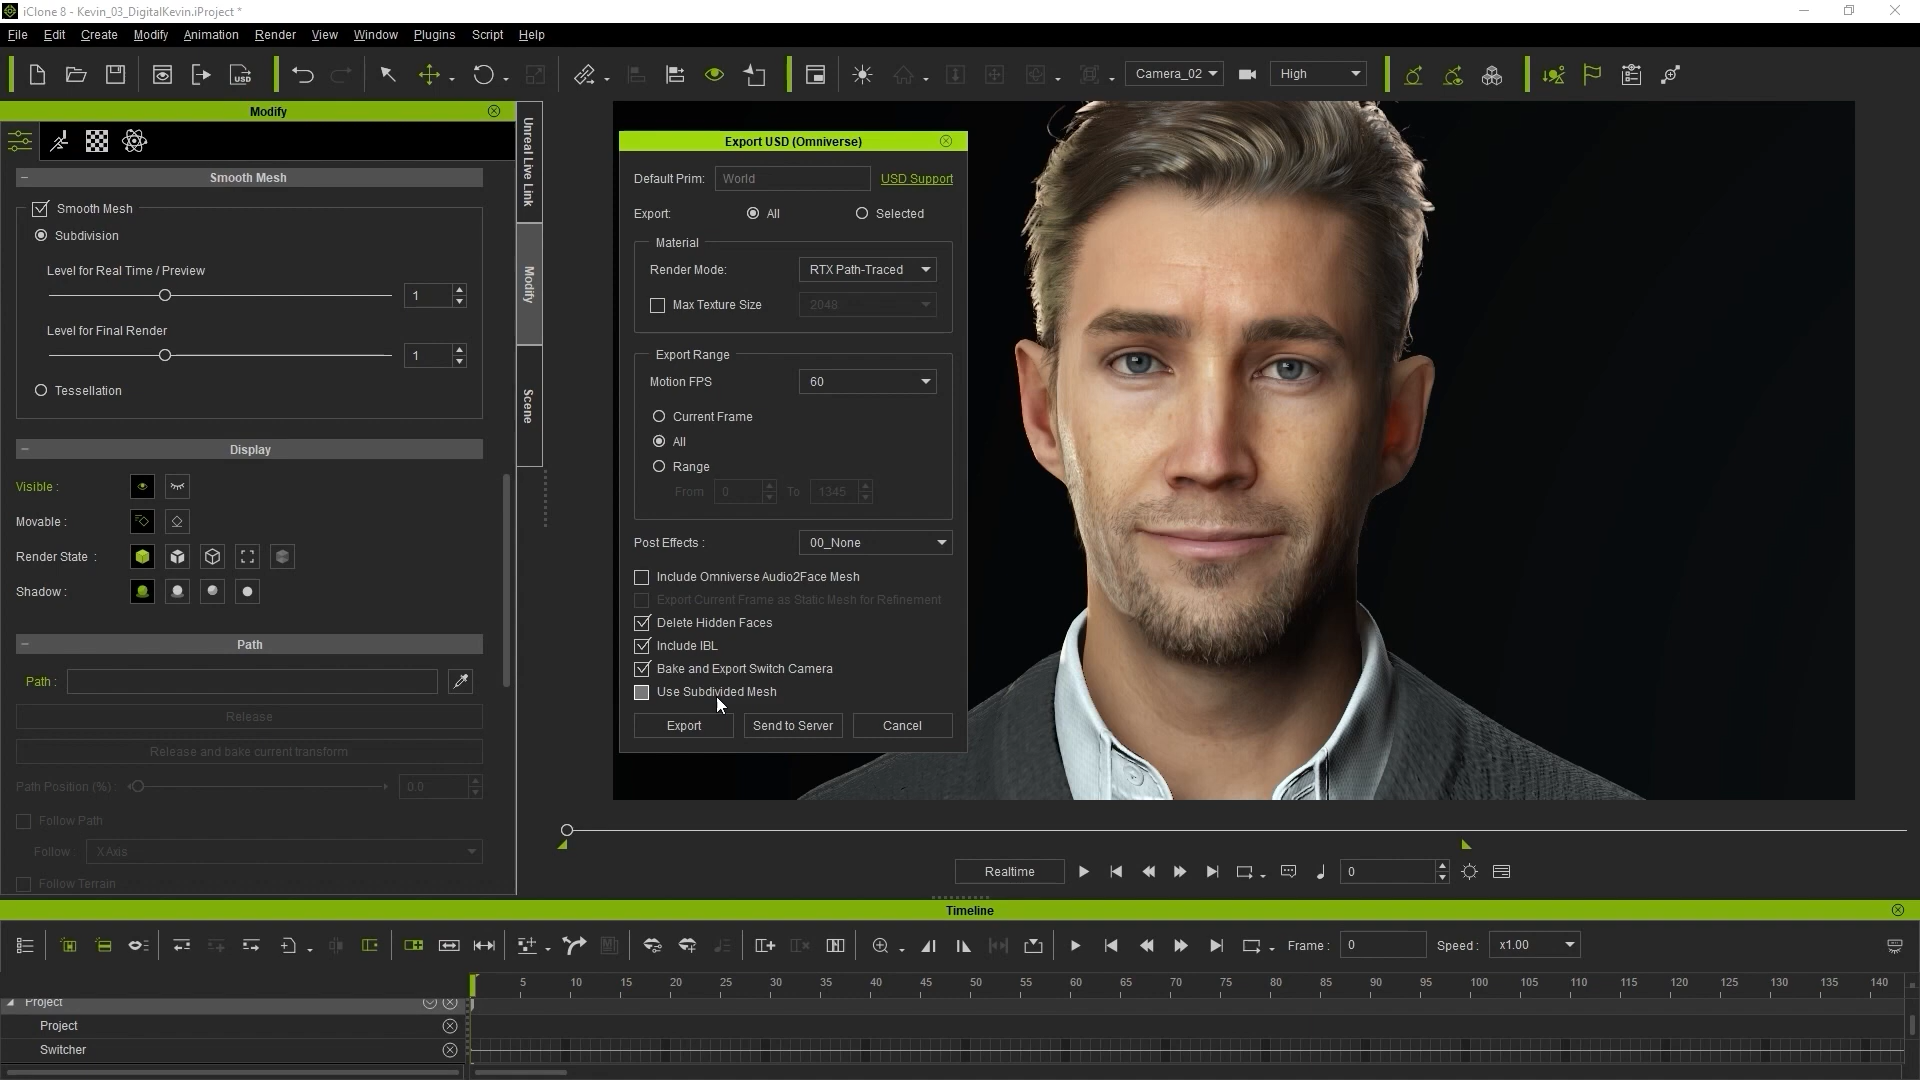 iClone 8 - Kevin_03_DigitalKevin.iProject *
File Edit Create Modify Animation Render View Window Plugins Script Help
USD
Camera_02
High
Modify
Unreal Live Link
Modify
Scene
Smooth Mesh
Smooth Mesh
Subdivision
Level for Real Time / Preview
1
Level for Final Render
1
Tessellation
Display
Visible :
Movable :
Render State :
Shadow :
Path
Path :
Release
Release and bake current transform
Path Position (%) :
0.0
Follow Path
Follow : X Axis
Follow Terrain
Export USD (Omniverse)
Default Prim: World USD Support
Export: All Selected
Material
Render Mode: RTX Path-Traced
Max Texture Size 2048
Export Range
Motion FPS 60
Current Frame
All
Range
From 0 To 1345
Post Effects : 00_None
Include Omniverse Audio2Face Mesh
Export Current Frame as Static Mesh for Refinement
Delete Hidden Faces
Include IBL
Bake and Export Switch Camera
Use Subdivided Mesh
Export Send to Server Cancel
Realtime 0
Timeline
Frame : 0 Speed : x1.00
5 10 15 20 25 30 35 40 45 50 55 60 65 70 75 80 85 90 95 100 105 110 115 120 125 130 135 140
Project
Project
Switcher